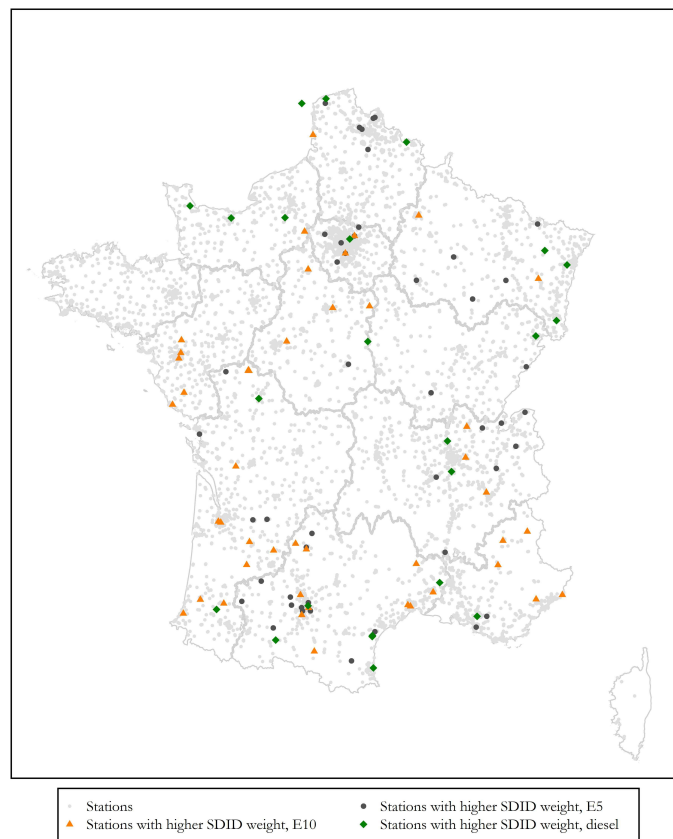 Stations
Stations with higher SDID weight, E5
Stations with higher SDID weight, E10
Stations with higher SDID weight, diesel